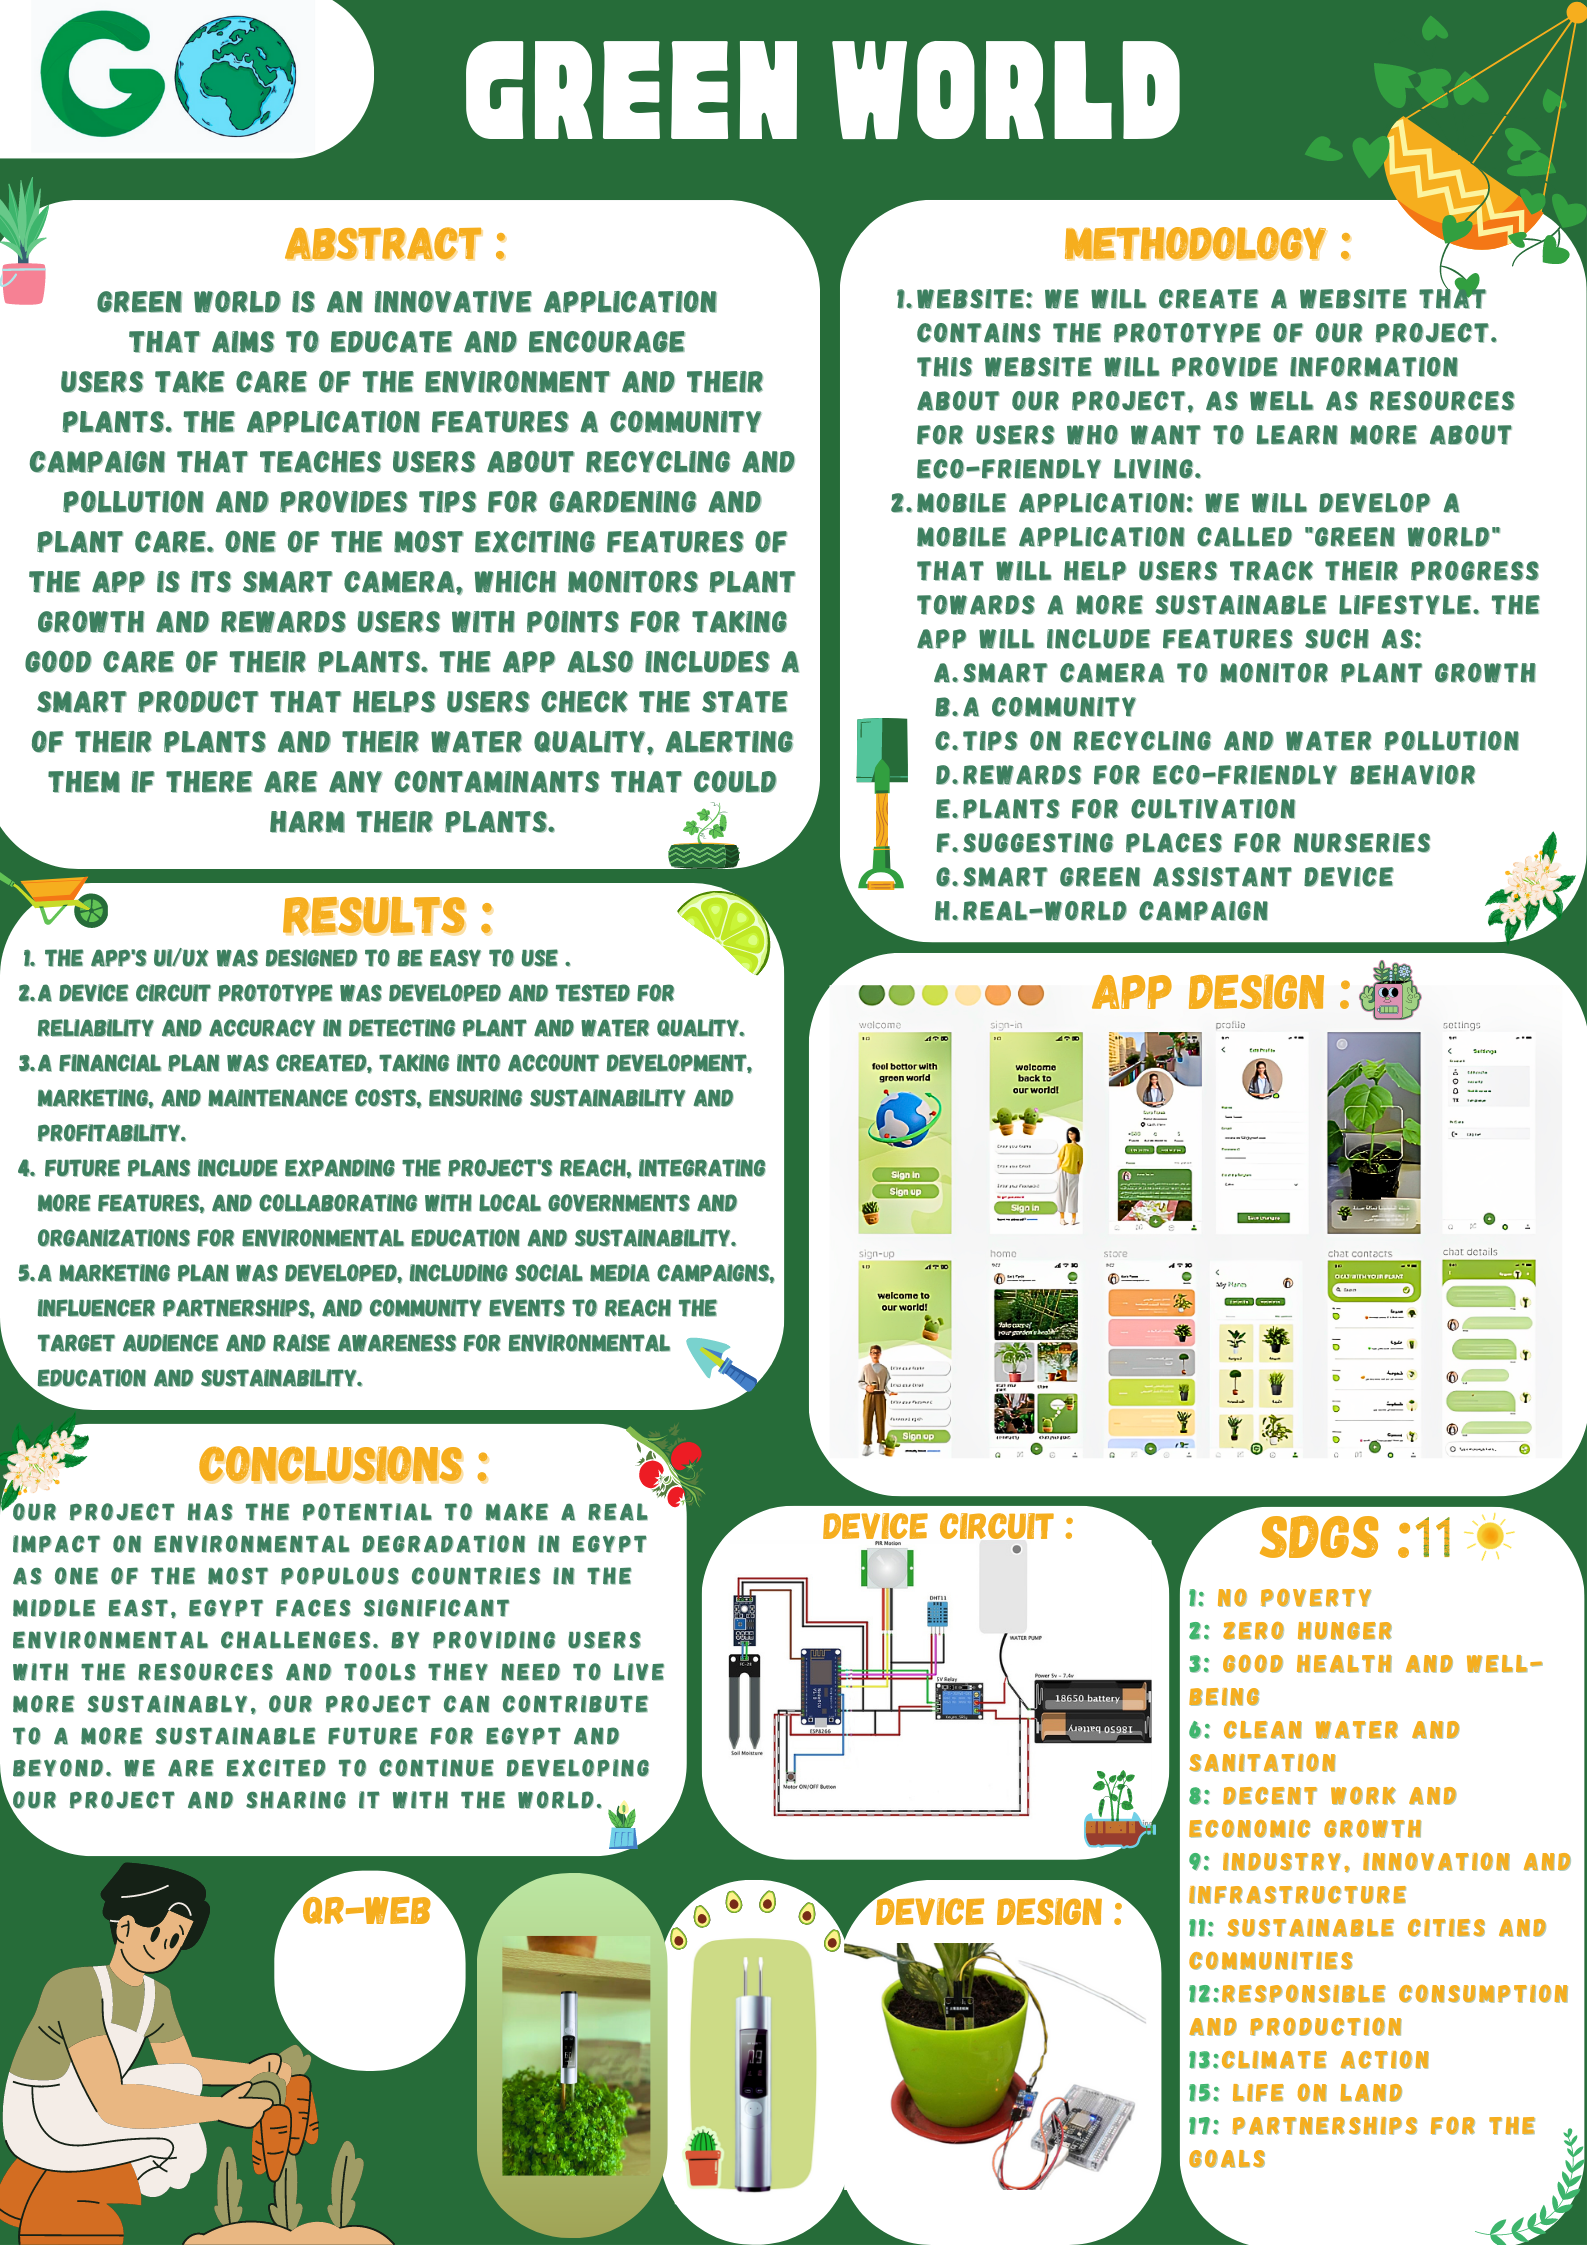 GO
GREEN WORLD
ABSTRACT :
GREEN WORLD IS AN INNOVATIVE APPLICATION
THAT AIMS TO EDUCATE AND ENCOURAGE
USERS TAKE CARE OF THE ENVIRONMENT AND THEIR
PLANTS. THE APPLICATION FEATURES A COMMUNITY
CAMPAIGN THAT TEACHES USERS ABOUT RECYCLING AND
POLLUTION AND PROVIDES TIPS FOR GARDENING AND
PLANT CARE. ONE OF THE MOST EXCITING FEATURES OF
THE APP IS ITS SMART CAMERA, WHICH MONITORS PLANT
GROWTH AND REWARDS USERS WITH POINTS FOR TAKING
GOOD CARE OF THEIR PLANTS. THE APP ALSO INCLUDES A
SMART PRODUCT THAT HELPS USERS CHECK THE STATE
OF THEIR PLANTS AND THEIR WATER QUALITY, ALERTING
THEM IF THERE ARE ANY CONTAMINANTS THAT COULD
HARM THEIR PLANTS.
METHODOLOGY :
1. WEBSITE: WE WILL CREATE A WEBSITE THAT
CONTAINS THE PROTOTYPE OF OUR PROJECT.
THIS WEBSITE WILL PROVIDE INFORMATION
ABOUT OUR PROJECT, AS WELL AS RESOURCES
FOR USERS WHO WANT TO LEARN MORE ABOUT
ECO-FRIENDLY LIVING.
2. MOBILE APPLICATION: WE WILL DEVELOP A
MOBILE APPLICATION CALLED "GREEN WORLD"
THAT WILL HELP USERS TRACK THEIR PROGRESS
TOWARDS A MORE SUSTAINABLE LIFESTYLE. THE
APP WILL INCLUDE FEATURES SUCH AS:
A. SMART CAMERA TO MONITOR PLANT GROWTH
B. A COMMUNITY
C. TIPS ON RECYCLING AND WATER POLLUTION
D. REWARDS FOR ECO-FRIENDLY BEHAVIOR
E. PLANTS FOR CULTIVATION
F. SUGGESTING PLACES FOR NURSERIES
G. SMART GREEN ASSISTANT DEVICE
H. REAL-WORLD CAMPAIGN
RESULTS :
1. THE APP'S UI/UX WAS DESIGNED TO BE EASY TO USE .
2. A DEVICE CIRCUIT PROTOTYPE WAS DEVELOPED AND TESTED FOR
RELIABILITY AND ACCURACY IN DETECTING PLANT AND WATER QUALITY.
3. A FINANCIAL PLAN WAS CREATED, TAKING INTO ACCOUNT DEVELOPMENT,
MARKETING, AND MAINTENANCE COSTS, ENSURING SUSTAINABILITY AND
PROFITABILITY.
4. FUTURE PLANS INCLUDE EXPANDING THE PROJECT'S REACH, INTEGRATING
MORE FEATURES, AND COLLABORATING WITH LOCAL GOVERNMENTS AND
ORGANIZATIONS FOR ENVIRONMENTAL EDUCATION AND SUSTAINABILITY.
5. A MARKETING PLAN WAS DEVELOPED, INCLUDING SOCIAL MEDIA CAMPAIGNS,
INFLUENCER PARTNERSHIPS, AND COMMUNITY EVENTS TO REACH THE
TARGET AUDIENCE AND RAISE AWARENESS FOR ENVIRONMENTAL
EDUCATION AND SUSTAINABILITY.
APP DESIGN :
welcome
sign-in
profile
settings
feel better with
green world
Sign in
Sign up
welcome
back to
our world!
Sign in
Edit Profile
Save changes
Settings
sign-up
home
store
chat contacts
chat details
welcome to
our world!
Sign up
Take care of
your garden's health
My Plants
CHAT WITH YOUR PLANT
CONCLUSIONS :
OUR PROJECT HAS THE POTENTIAL TO MAKE A REAL
IMPACT ON ENVIRONMENTAL DEGRADATION IN EGYPT
AS ONE OF THE MOST POPULOUS COUNTRIES IN THE
MIDDLE EAST, EGYPT FACES SIGNIFICANT
ENVIRONMENTAL CHALLENGES. BY PROVIDING USERS
WITH THE RESOURCES AND TOOLS THEY NEED TO LIVE
MORE SUSTAINABLY, OUR PROJECT CAN CONTRIBUTE
TO A MORE SUSTAINABLE FUTURE FOR EGYPT AND
BEYOND. WE ARE EXCITED TO CONTINUE DEVELOPING
OUR PROJECT AND SHARING IT WITH THE WORLD.
DEVICE CIRCUIT :
PIR Motion
DHT11
WATER PUMP
5V Relay
Power 5v - 7.4v
18650 battery
18650 battery
ESP8266
Soil Moisture
Motor ON/OFF Button
SDGS :11
1: NO POVERTY
2: ZERO HUNGER
3: GOOD HEALTH AND WELL-
BEING
6: CLEAN WATER AND
SANITATION
8: DECENT WORK AND
ECONOMIC GROWTH
9: INDUSTRY, INNOVATION AND
INFRASTRUCTURE
11: SUSTAINABLE CITIES AND
COMMUNITIES
12:RESPONSIBLE CONSUMPTION
AND PRODUCTION
13:CLIMATE ACTION
15: LIFE ON LAND
17: PARTNERSHIPS FOR THE
GOALS
QR-WEB
DEVICE DESIGN :